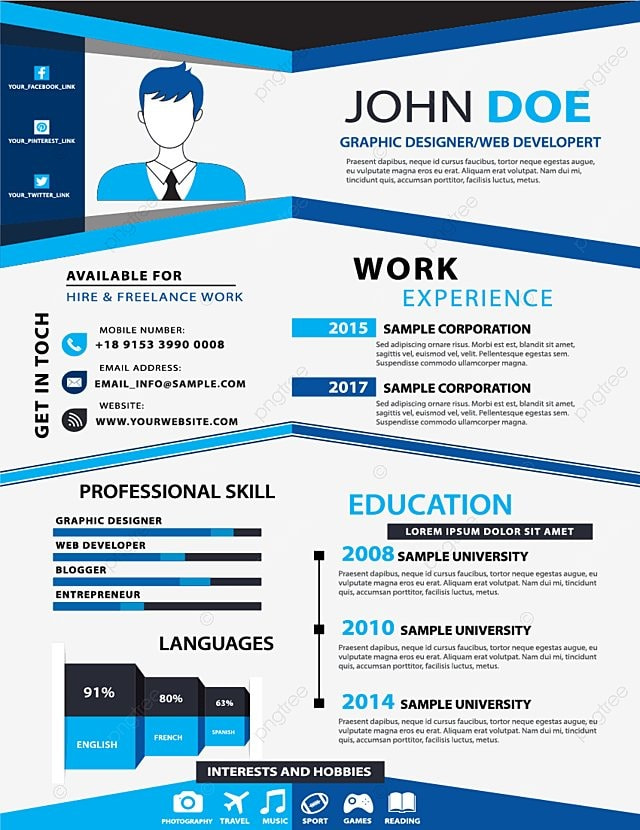 YOUR_FACEBOOK_LINK
YOUR_PINTEREST_LINK
YOUR_TWITTER_LINK
JOHN DOE
GRAPHIC DESIGNER/WEB DEVELOPERT
Praesent dapibus, neque id cursus faucibus, tortor neque egestas
augue, eu vulputate magna eros eu erat. Aliquam erat volutpat.
Nam dui mi, tincidunt quis, accumsan porttitor, facilisis luctus, metus.
AVAILABLE FOR
HIRE & FREELANCE WORK
GET IN TOCH
MOBILE NUMBER:
+18 9153 3990 0008
EMAIL ADDRESS:
EMAIL_INFO@SAMPLE.COM
WEBSITE:
WWW.YOURWEBSITE.COM
WORK
EXPERIENCE
2015 SAMPLE CORPORATION
Sed adipiscing ornare risus. Morbi est est, blandit sit amet,
sagittis vel, euismod vel, velit. Pellentesque egestas sem.
Suspendisse commodo ullamcorper magna.
2017 SAMPLE CORPORATION
Sed adipiscing ornare risus. Morbi est est, blandit sit amet,
sagittis vel, euismod vel, velit. Pellentesque egestas sem.
Suspendisse commodo ullamcorper magna.
PROFESSIONAL SKILL
GRAPHIC DESIGNER
WEB DEVELOPER
BLOGGER
ENTREPRENEUR
LANGUAGES
91% 80% 63%
ENGLISH FRENCH SPANISH
EDUCATION
LOREM IPSUM DOLOR SIT AMET
2008 SAMPLE UNIVERSITY
Praesent dapibus, neque id cursus faucibus, tortor neque egestas augue, eu
vulputate magna eros eu erat. Aliquam erat volutpat. Nam dui mi, tincidunt
quis, accumsan porttitor, facilisis luctus, metus.
2010 SAMPLE UNIVERSITY
Praesent dapibus, neque id cursus faucibus, tortor neque egestas augue, eu
vulputate magna eros eu erat. Aliquam erat volutpat. Nam dui mi, tincidunt
quis, accumsan porttitor, facilisis luctus, metus.
2014 SAMPLE UNIVERSITY
Praesent dapibus, neque id cursus faucibus, tortor neque egestas augue, eu
vulputate magna eros eu erat. Aliquam erat volutpat. Nam dui mi, tincidunt
quis, accumsan porttitor, facilisis luctus, metus.
INTERESTS AND HOBBIES
PHOTOGRAPHY TRAVEL MUSIC SPORT GAMES READING
pngtree